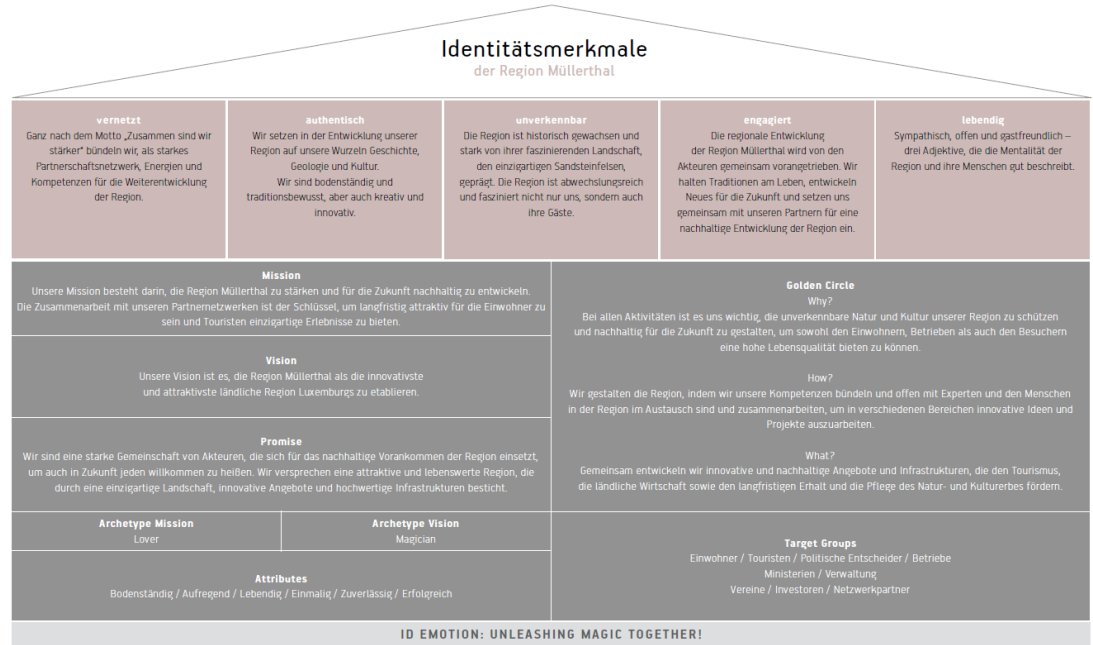 Identitätsmerkmale
der Region Müllerthal
vernetzt
Ganz nach dem Motto „Zusammen sind wir
stärker“ bündeln wir, als starkes
Partnerschaftsnetzwerk, Energien und
Kompetenzen für die Weiterentwicklung
der Region.
authentisch
Wir setzen in der Entwicklung unserer
Region auf unsere Wurzeln Geschichte,
Geologie und Kultur.
Wir sind bodenständig und
traditionsbewusst, aber auch kreativ und
innovativ.
unverkennbar
Die Region ist historisch gewachsen und
stark von ihrer faszinierenden Landschaft,
den einzigartigen Sandsteinfelsen,
geprägt. Die Region ist abwechslungsreich
und fasziniert nicht nur uns, sondern auch
ihre Gäste.
engagiert
Die regionale Entwicklung
der Region Müllerthal wird von den
Akteuren gemeinsam vorangetrieben. Wir
halten Traditionen am Leben, entwickeln
Neues für die Zukunft und setzen uns
gemeinsam mit unseren Partnern für eine
nachhaltige Entwicklung der Region ein.
lebendig
Sympathisch, offen und gastfreundlich –
drei Adjektive, die die Mentalität der
Region und ihre Menschen gut beschreibt.
Mission
Unsere Mission besteht darin, die Region Müllerthal zu stärken und für die Zukunft nachhaltig zu entwickeln.
Die Zusammenarbeit mit unseren Partnernetzwerken ist der Schlüssel, um langfristig attraktiv für die Einwohner zu
sein und Touristen einzigartige Erlebnisse zu bieten.
Vision
Unsere Vision ist es, die Region Müllerthal als die innovativste
und attraktivste ländliche Region Luxemburgs zu etablieren.
Promise
Wir sind eine starke Gemeinschaft von Akteuren, die sich für das nachhaltige Vorankommen der Region einsetzt,
um auch in Zukunft jeden willkommen zu heißen. Wir versprechen eine attraktive und lebenswerte Region, die
durch eine einzigartige Landschaft, innovative Angebote und hochwertige Infrastrukturen besticht.
Archetype Mission
Lover
Archetype Vision
Magician
Attributes
Bodenständig / Aufregend / Lebendig / Einmalig / Zuverlässig / Erfolgreich
Golden Circle
Why?
Bei allen Aktivitäten ist es uns wichtig, die unverkennbare Natur und Kultur unserer Region zu schützen
und nachhaltig für die Zukunft zu gestalten, um sowohl den Einwohnern, Betrieben als auch den Besuchern
eine hohe Lebensqualität bieten zu können.
How?
Wir gestalten die Region, indem wir unsere Kompetenzen bündeln und offen mit Experten und den Menschen
in der Region im Austausch sind und zusammenarbeiten, um in verschiedenen Bereichen innovative Ideen und
Projekte auszuarbeiten.
What?
Gemeinsam entwickeln wir innovative und nachhaltige Angebote und Infrastrukturen, die den Tourismus,
die ländliche Wirtschaft sowie den langfristigen Erhalt und die Pflege des Natur- und Kulturerbes fördern.
Target Groups
Einwohner / Touristen / Politische Entscheider / Betriebe
Ministerien / Verwaltung
Vereine / Investoren / Netzwerkpartner
ID EMOTION: UNLEASHING MAGIC TOGETHER!